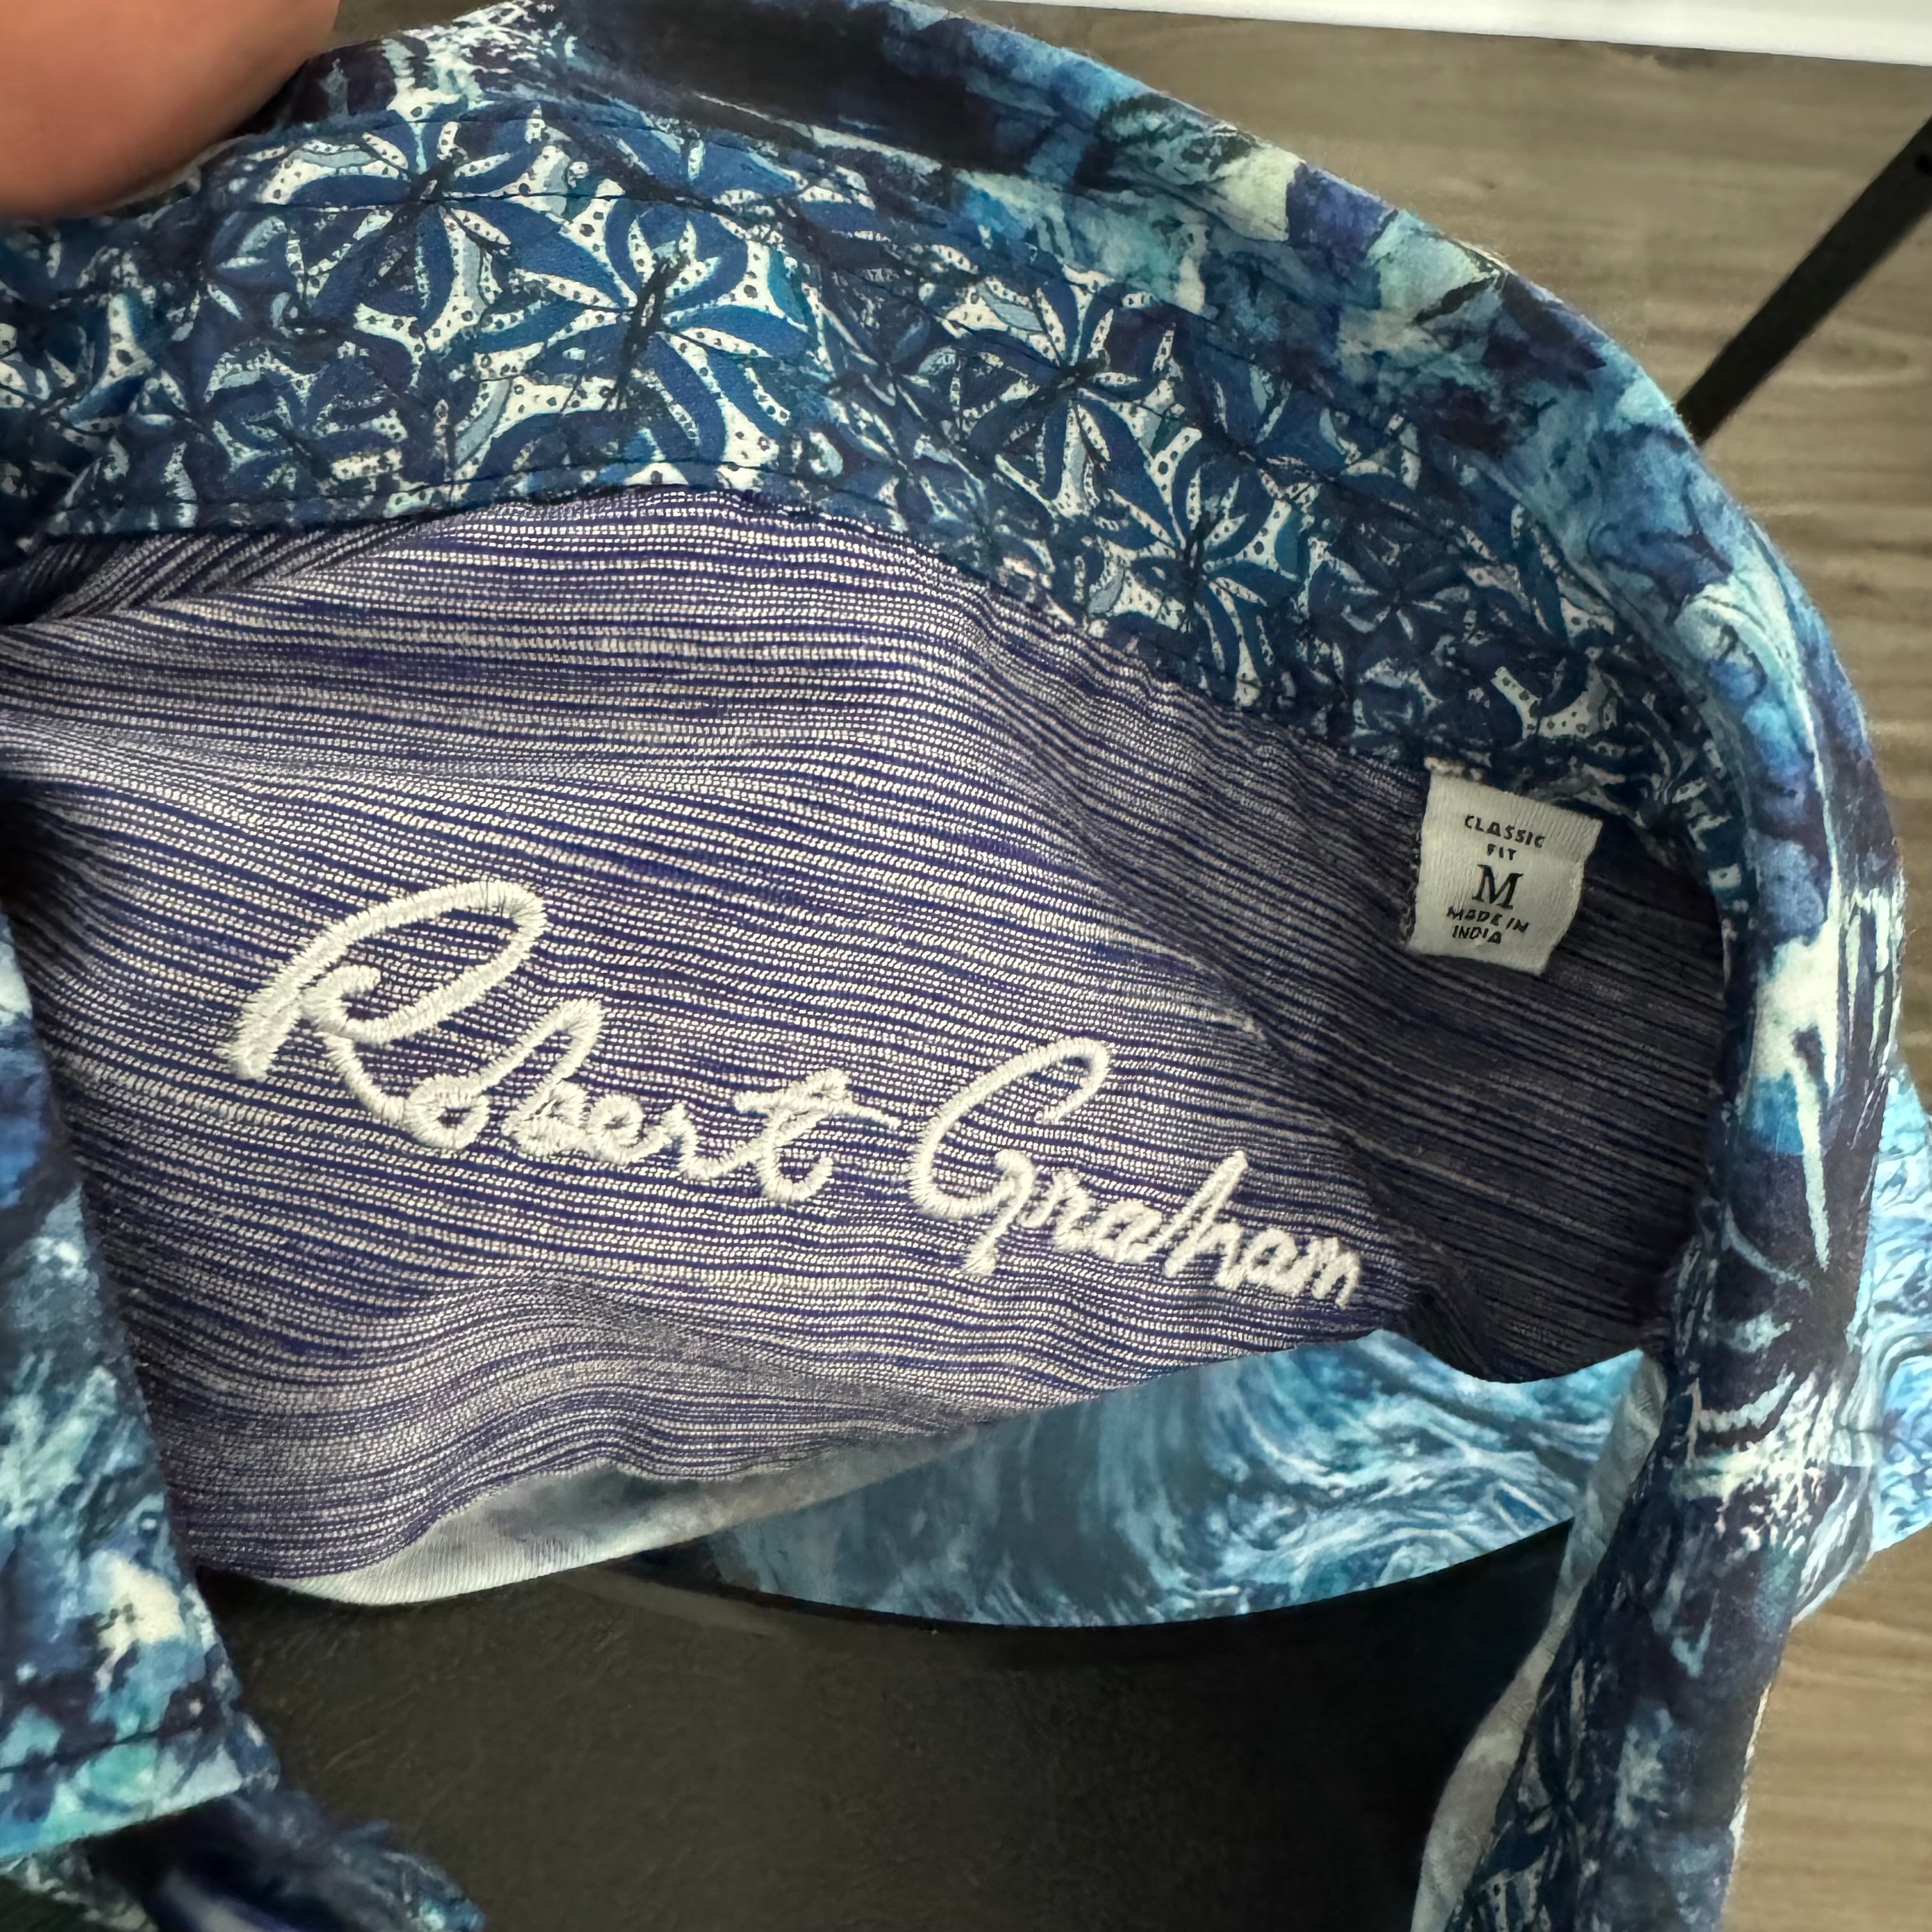 CLASSIC
FIT
M
MADE IN
INDIA
Robert Graham